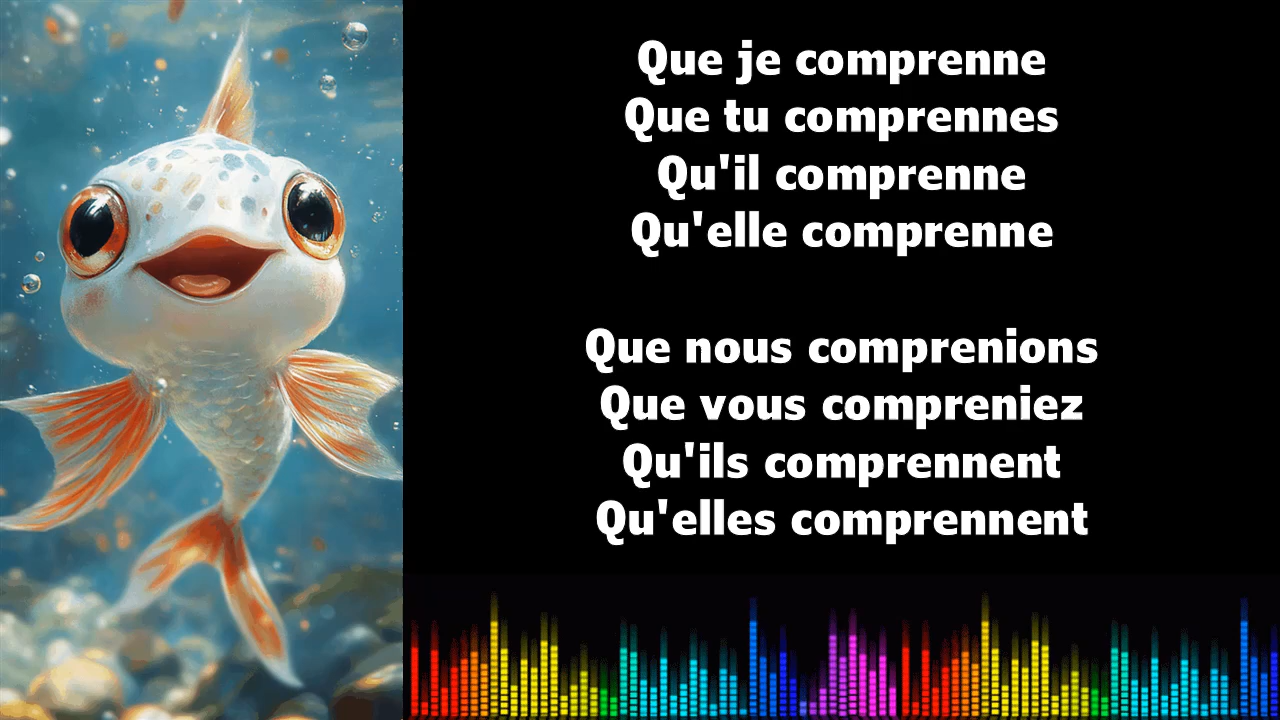 Que je comprenne
Que tu comprennes
Qu'il comprenne
Qu'elle comprenne
Que nous comprenions
Que vous compreniez
Qu'ils comprennent
Qu'elles comprennent